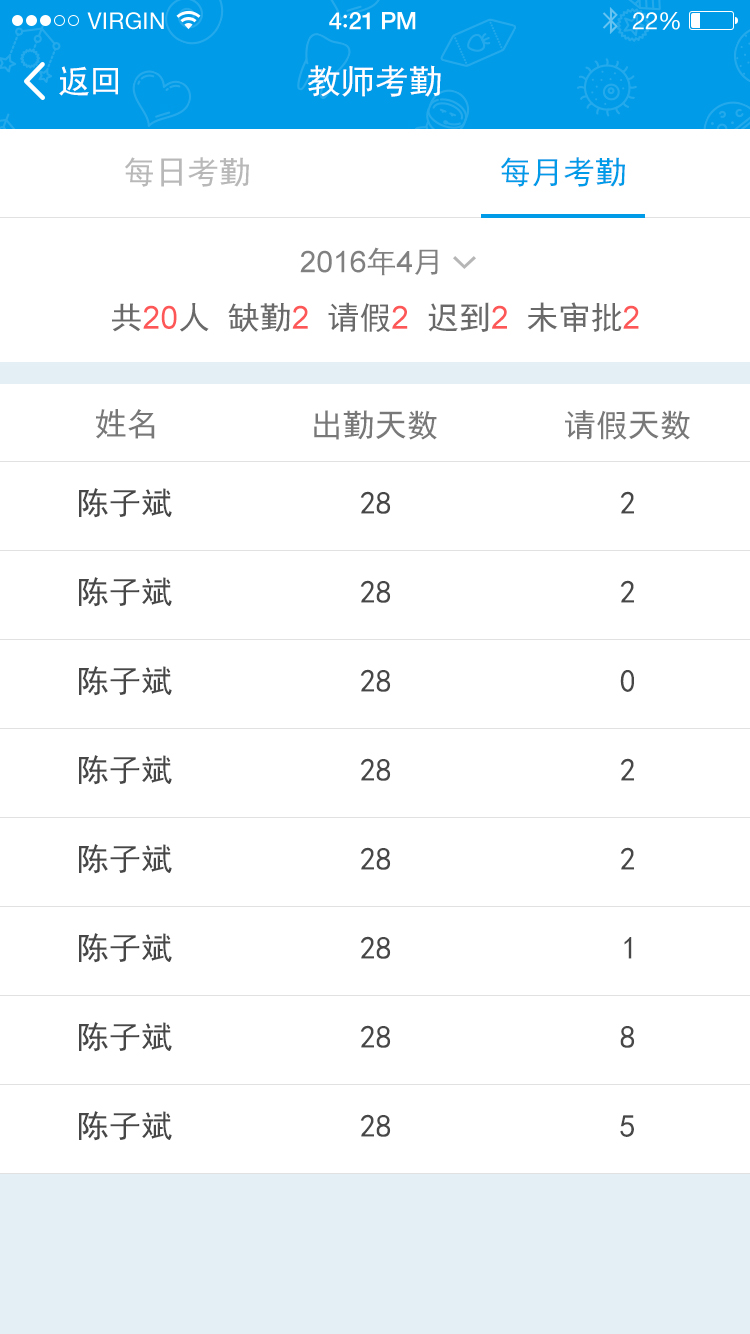 VIRGIN 4:21 PM 22%
返回 教师考勤
每日考勤 每月考勤
2016年4月
共20人 缺勤2 请假2 迟到2 未审批2
姓名 出勤天数 请假天数
陈子斌 28 2
陈子斌 28 2
陈子斌 28 0
陈子斌 28 2
陈子斌 28 2
陈子斌 28 1
陈子斌 28 8
陈子斌 28 5